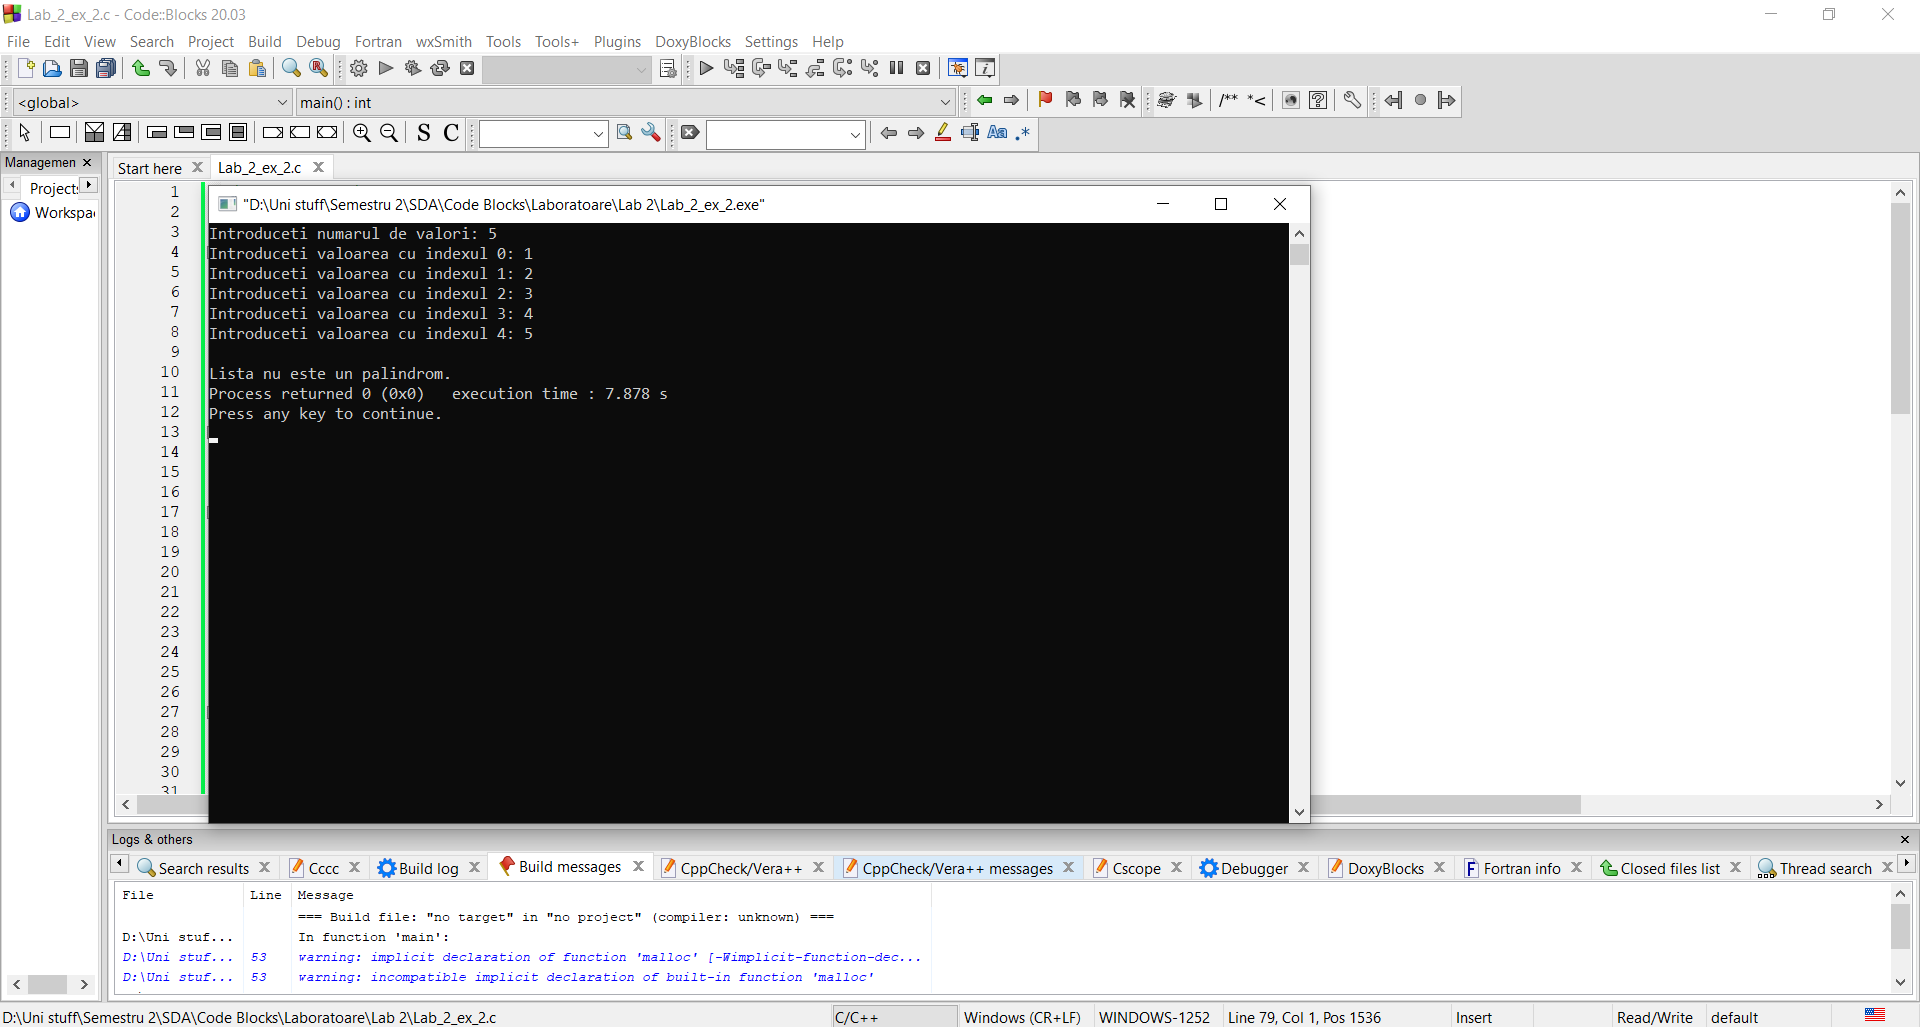 Lab_2_ex_2.c - Code::Blocks 20.03
File Edit View Search Project Build Debug Fortran wxSmith Tools Tools+ Plugins DoxyBlocks Settings Help
<global> main() : int
/** *<
S C Aa .*
Managemen
Start here Lab_2_ex_2.c
Projects
Workspa
"D:\Uni stuff\Semestru 2\SDA\Code Blocks\Laboratoare\Lab 2\Lab_2_ex_2.exe"
1
2
3
4
5
6
7
8
9
10
11
12
13
14
15
16
17
18
19
20
21
22
23
24
25
26
27
28
29
30
31
Introduceti numarul de valori: 5
Introduceti valoarea cu indexul 0: 1
Introduceti valoarea cu indexul 1: 2
Introduceti valoarea cu indexul 2: 3
Introduceti valoarea cu indexul 3: 4
Introduceti valoarea cu indexul 4: 5
Lista nu este un palindrom.
Process returned 0 (0x0)   execution time : 7.878 s
Press any key to continue.
Logs & others
Search results Cccc Build log Build messages CppCheck/Vera++ CppCheck/Vera++ messages Cscope Debugger DoxyBlocks Fortran info Closed files list Thread search
File Line Message
=== Build file: "no target" in "no project" (compiler: unknown) ===
D:\Uni stuf... In function 'main':
D:\Uni stuf... 53 warning: implicit declaration of function 'malloc' [-Wimplicit-function-dec...
D:\Uni stuf... 53 warning: incompatible implicit declaration of built-in function 'malloc'
D:\Uni stuff\Semestru 2\SDA\Code Blocks\Laboratoare\Lab 2\Lab_2_ex_2.c C/C++ Windows (CR+LF) WINDOWS-1252 Line 79, Col 1, Pos 1536 Insert Read/Write default